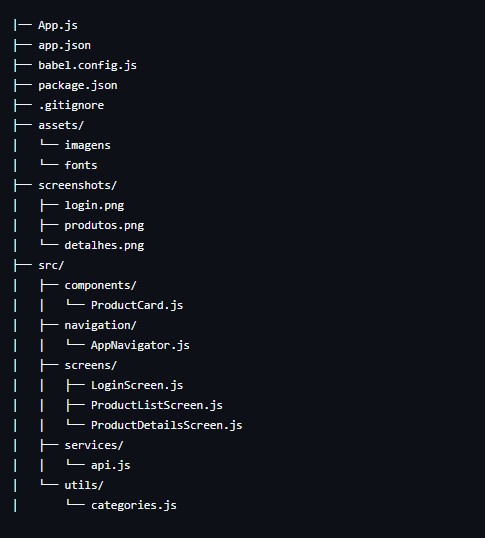 ├── App.js
├── app.json
├── babel.config.js
├── package.json
├── .gitignore
├── assets/
│   └── imagens
│   └── fonts
├── screenshots/
│   ├── login.png
│   ├── produtos.png
│   └── detalhes.png
├── src/
│   ├── components/
│   │   └── ProductCard.js
│   ├── navigation/
│   │   └── AppNavigator.js
│   ├── screens/
│   │   ├── LoginScreen.js
│   │   ├── ProductListScreen.js
│   │   └── ProductDetailsScreen.js
│   ├── services/
│   │   └── api.js
│   └── utils/
│       └── categories.js